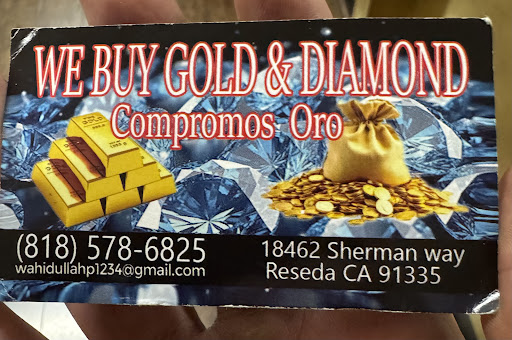 WE BUY GOLD & DIAMOND
Compromos Oro
(818) 578-6825
wahidullahp1234@gmail.com
18462 Sherman way
Reseda CA 91335